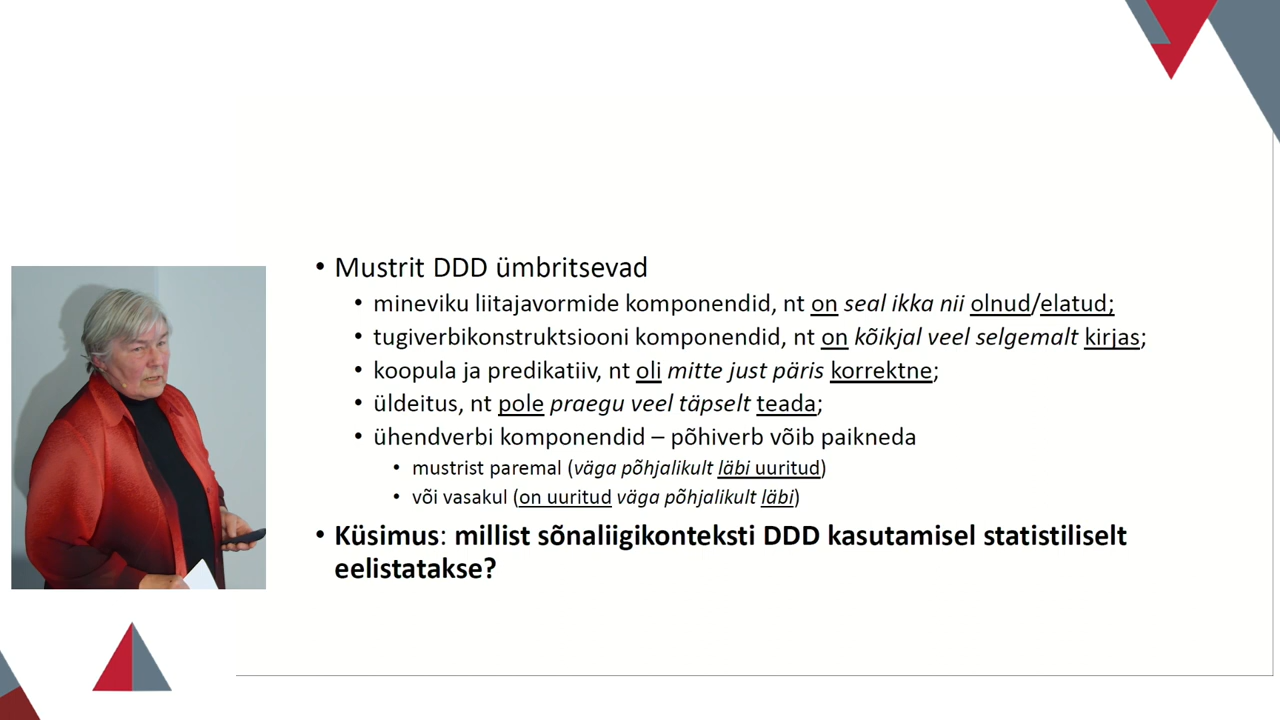 • Mustrit DDD ümbritsevad
• mineviku liitajavormide komponendid, nt on seal ikka nii olnud/elatud;
• tugiverbikonstruktsiooni komponendid, nt on kõikjal veel selgemalt kirjas;
• koopula ja predikatiiv, nt oli mitte just päris korrektne;
• üldeitus, nt pole praegu veel täpselt teada;
• ühendverbi komponendid – põhiverb võib paikneda
• mustrist paremal (väga põhjalikult läbi uuritud)
• või vasakul (on uuritud väga põhjalikult läbi)
• Küsimus: millist sõnaliigikonteksti DDD kasutamisel statistiliselt
eelistatakse?